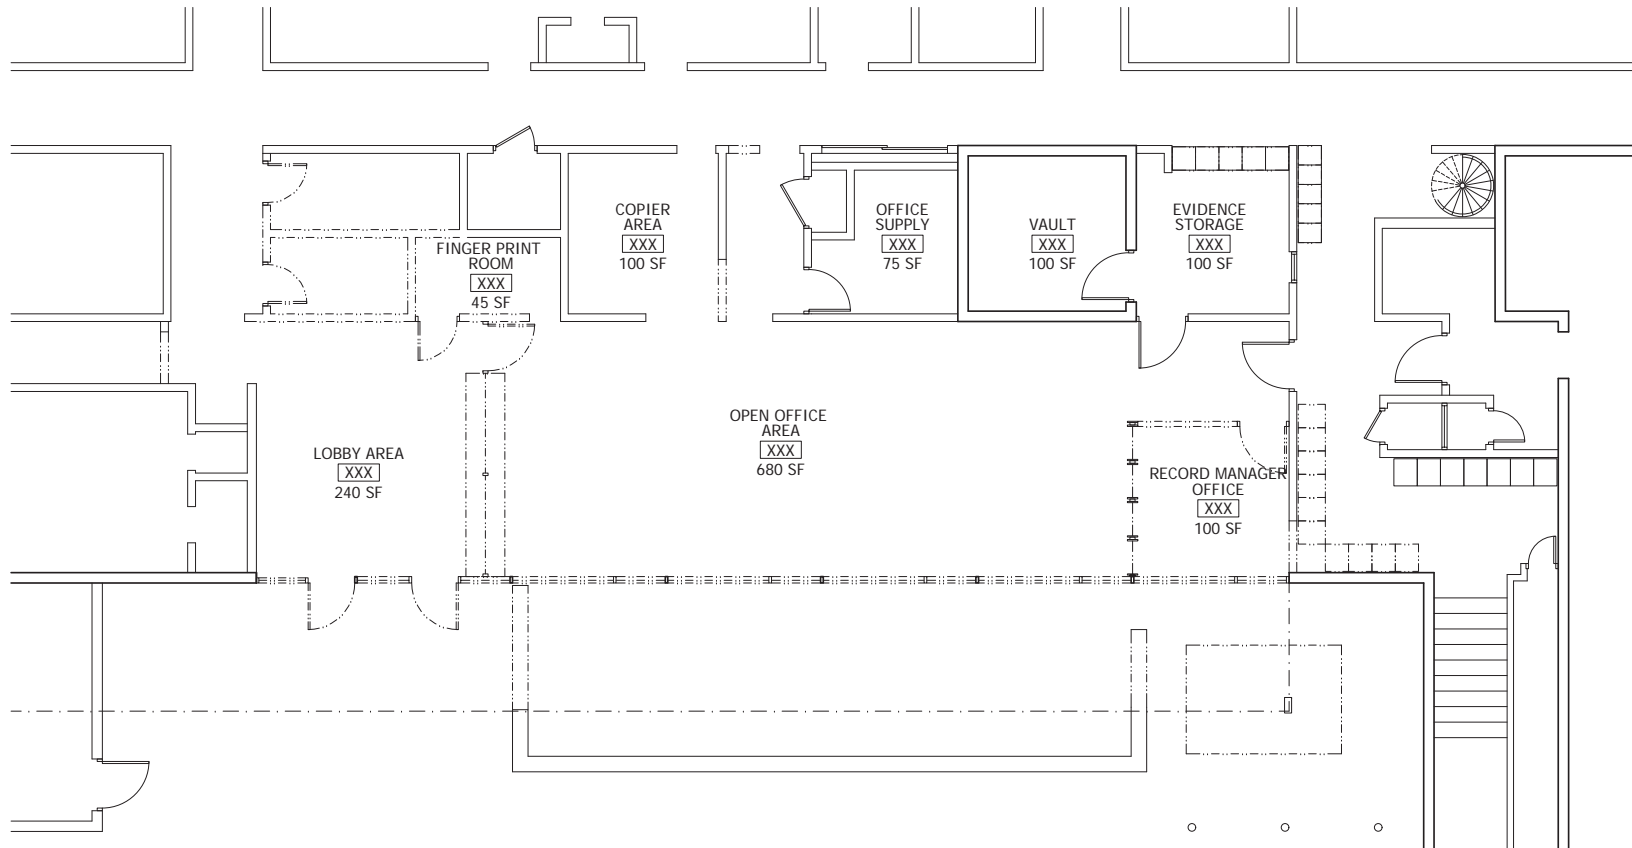 COPIER
AREA
XXX
100 SF
OFFICE
SUPPLY
XXX
75 SF
VAULT
XXX
100 SF
EVIDENCE
STORAGE
XXX
100 SF
FINGER PRINT
ROOM
XXX
45 SF
LOBBY AREA
XXX
240 SF
OPEN OFFICE
AREA
XXX
680 SF
RECORD MANAGER
OFFICE
XXX
100 SF